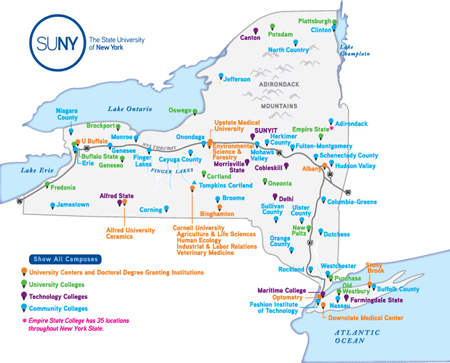 SUNY
The State University
of New York
Plattsburgh
Clinton
Potsdam
Canton
North Country
Lake
Champlain
Jefferson
ADIRONDACK
MOUNTAINS
Lake Ontario
Oswego
Niagara
County
Brockport
Monroe
U Buffalo
Buffalo State
Erie
Genesee
Geneseo
Finger
Lakes
NYS THRUWAY
Onondaga
Cayuga County
FINGER LAKES
Upstate Medical
University
Environmental
Science &
Forestry
SUNYIT
Herkimer
County
Mohawk
Valley
Morrisville
State
Empire State
Adirondack
*
Fulton-Montgomery
Schenectady County
Cobleskill
Albany
Hudson Valley
Lake Erie
Fredonia
Jamestown
Alfred State
Corning
Cortland
Tompkins Cortland
Broome
Binghamton
Oneonta
Delhi
Columbia-Greene
Sullivan
County
Ulster
County
New
Paltz
Dutchess
Orange
County
Alfred University
Ceramics
Cornell University
Agriculture & Life Sciences
Human Ecology
Industrial & Labor Relations
Veterinary Medicine
Rockland
Westchester
Purchase
Stony
Brook
Maritime College
Optometry
Fashion Institute
of Technology
Old
Westbury
Nassau
Suffolk County
Farmingdale State
Downstate Medical Center
ATLANTIC
OCEAN
Show All Campuses
University Centers and Doctoral Degree Granting Institutions
University Colleges
Technology Colleges
Community Colleges
* Empire State College has 35 locations
throughout New York State.